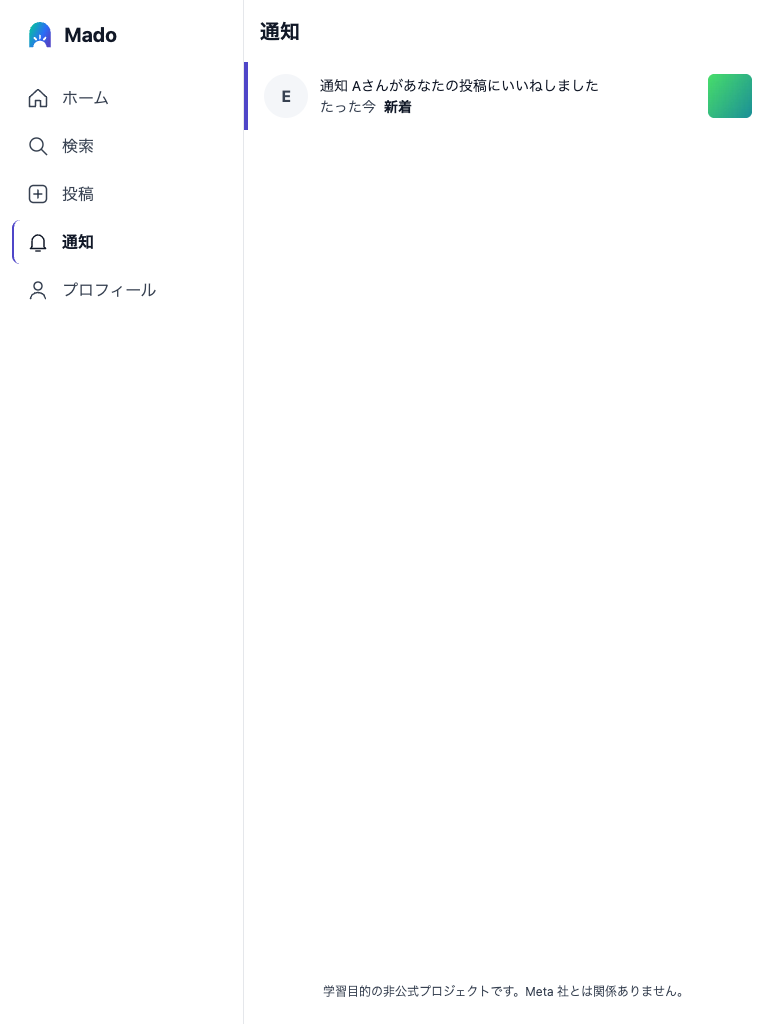 Mado
ホーム
検索
投稿
通知
プロフィール
通知
E
通知 Aさんがあなたの投稿にいいねしました
たった今 新着
学習目的の非公式プロジェクトです。Meta 社とは関係ありません。